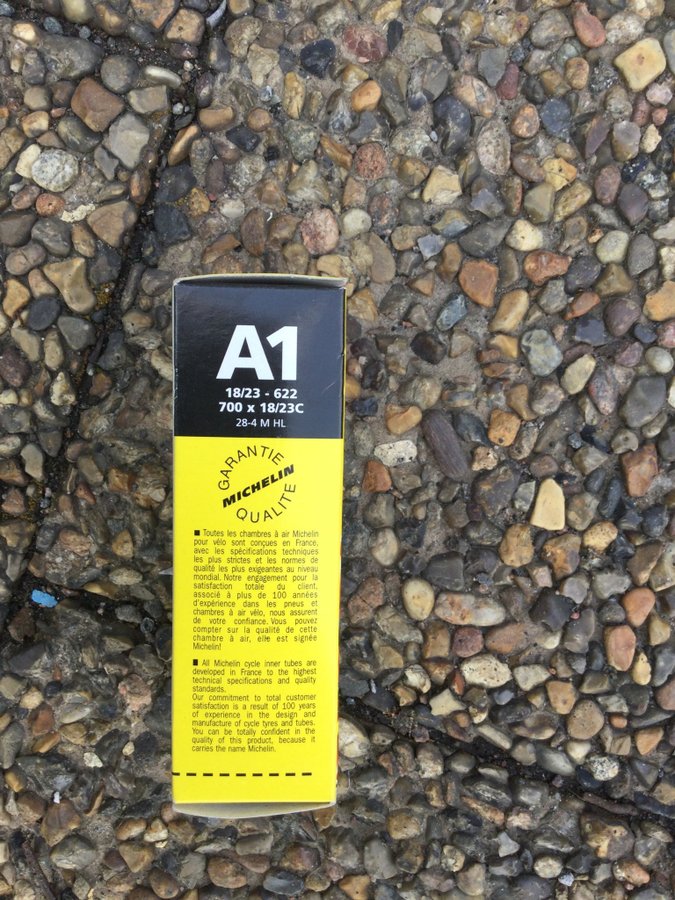 A1
18/23 - 622
700 x 18/23C
28-4 M HL
GARANTIE
MICHELIN
QUALITÉ
■ Toutes les chambres à air Michelin
pour vélo sont conçues en France,
avec les spécifications techniques
les plus strictes et les normes de
qualité les plus exigeantes au niveau
mondial. Notre engagement pour la
satisfaction totale du client,
associé à plus de 100 années
d'expérience dans les pneus et
chambres à air vélo, nous assurent
de votre confiance. Vous pouvez
compter sur la qualité de cette
chambre à air, elle est signée
Michelin!
■ All Michelin cycle inner tubes are
developed in France to the highest
technical specifications and quality
standards.
Our commitment to total customer
satisfaction is a result of 100 years
of experience in the design and
manufacture of cycle tyres and tubes.
You can be totally confident in the
quality of this product, because it
carries the name Michelin.